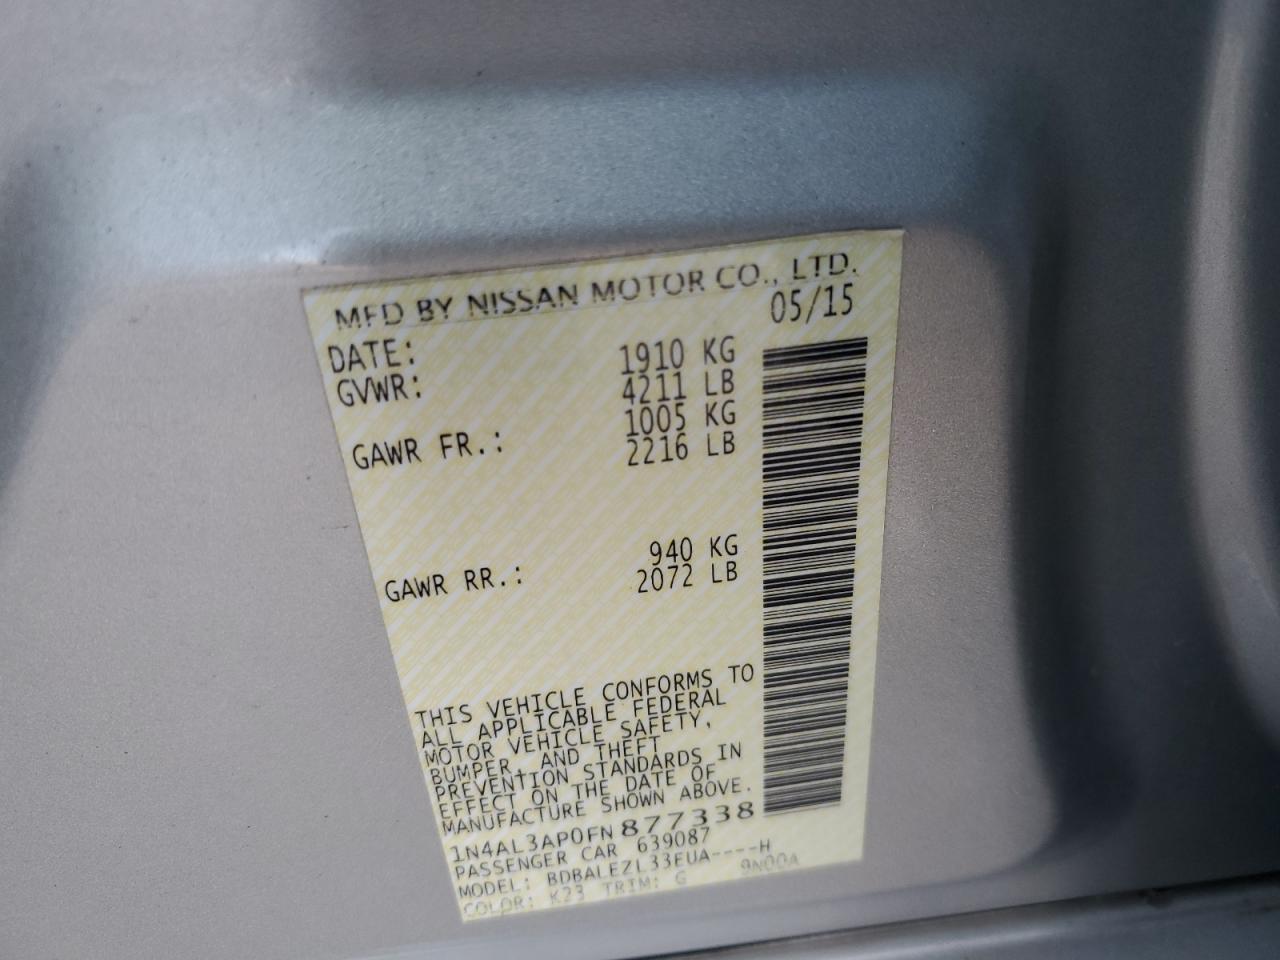 MFD BY NISSAN MOTOR CO., LTD.
DATE: 05/15
GVWR: 1910 KG
4211 LB
GAWR FR.: 1005 KG
2216 LB
GAWR RR.: 940 KG
2072 LB
THIS VEHICLE CONFORMS TO
ALL APPLICABLE FEDERAL
MOTOR VEHICLE SAFETY,
BUMPER, AND THEFT
PREVENTION STANDARDS IN
EFFECT ON THE DATE OF
MANUFACTURE SHOWN ABOVE.
1N4AL3AP0FN877338
PASSENGER CAR 639087
MODEL: BDBALEZL33EUA----H
COLOR: K23 TRIM: G 9N00A